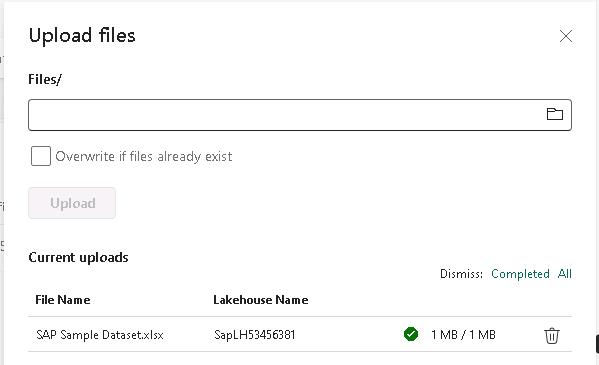 Upload files
Files/
Overwrite if files already exist
Upload
Current uploads
Dismiss: Completed All
File Name Lakehouse Name
SAP Sample Dataset.xlsx SapLH53456381 1 MB / 1 MB